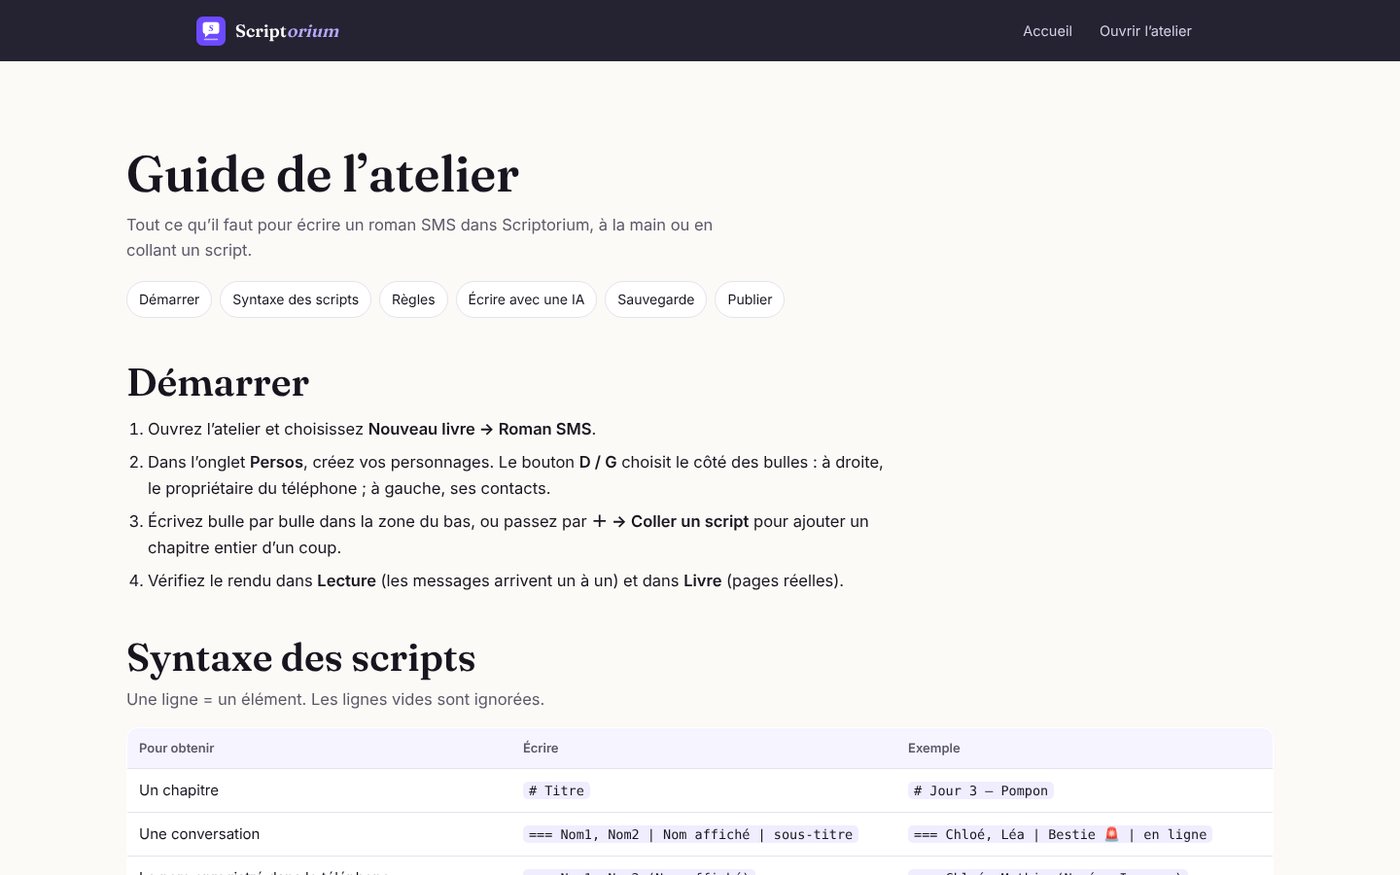 Scriptorium
Accueil
Ouvrir l’atelier
Guide de l’atelier
Tout ce qu’il faut pour écrire un roman SMS dans Scriptorium, à la main ou en
collant un script.
Démarrer
Syntaxe des scripts
Règles
Écrire avec une IA
Sauvegarde
Publier
Démarrer
1. Ouvrez l’atelier et choisissez Nouveau livre → Roman SMS.
2. Dans l’onglet Persos, créez vos personnages. Le bouton D / G choisit le côté des bulles : à droite,
le propriétaire du téléphone ; à gauche, ses contacts.
3. Écrivez bulle par bulle dans la zone du bas, ou passez par + → Coller un script pour ajouter un
chapitre entier d’un coup.
4. Vérifiez le rendu dans Lecture (les messages arrivent un à un) et dans Livre (pages réelles).
Syntaxe des scripts
Une ligne = un élément. Les lignes vides sont ignorées.
Pour obtenir
Écrire
Exemple
Un chapitre
# Titre
# Jour 3 — Pompon
Une conversation
=== Nom1, Nom2 | Nom affiché | sous-titre
=== Chloé, Léa | Bestie 🚨 | en ligne